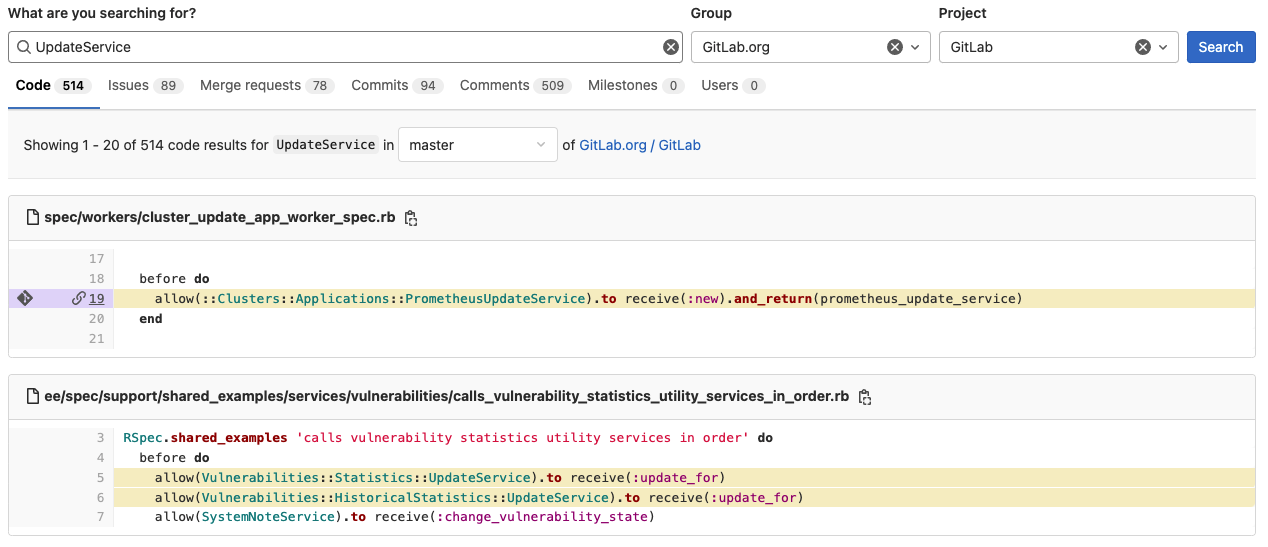 What are you searching for? Group Project
UpdateService GitLab.org GitLab Search
Code 514 Issues 89 Merge requests 78 Commits 94 Comments 509 Milestones 0 Users 0
Showing 1 - 20 of 514 code results for UpdateService in master of GitLab.org / GitLab
spec/workers/cluster_update_app_worker_spec.rb
17
18 before do
19 allow(::Clusters::Applications::PrometheusUpdateService).to receive(:new).and_return(prometheus_update_service)
20 end
21
ee/spec/support/shared_examples/services/vulnerabilities/calls_vulnerability_statistics_utility_services_in_order.rb
3 RSpec.shared_examples 'calls vulnerability statistics utility services in order' do
4 before do
5 allow(Vulnerabilities::Statistics::UpdateService).to receive(:update_for)
6 allow(Vulnerabilities::HistoricalStatistics::UpdateService).to receive(:update_for)
7 allow(SystemNoteService).to receive(:change_vulnerability_state)